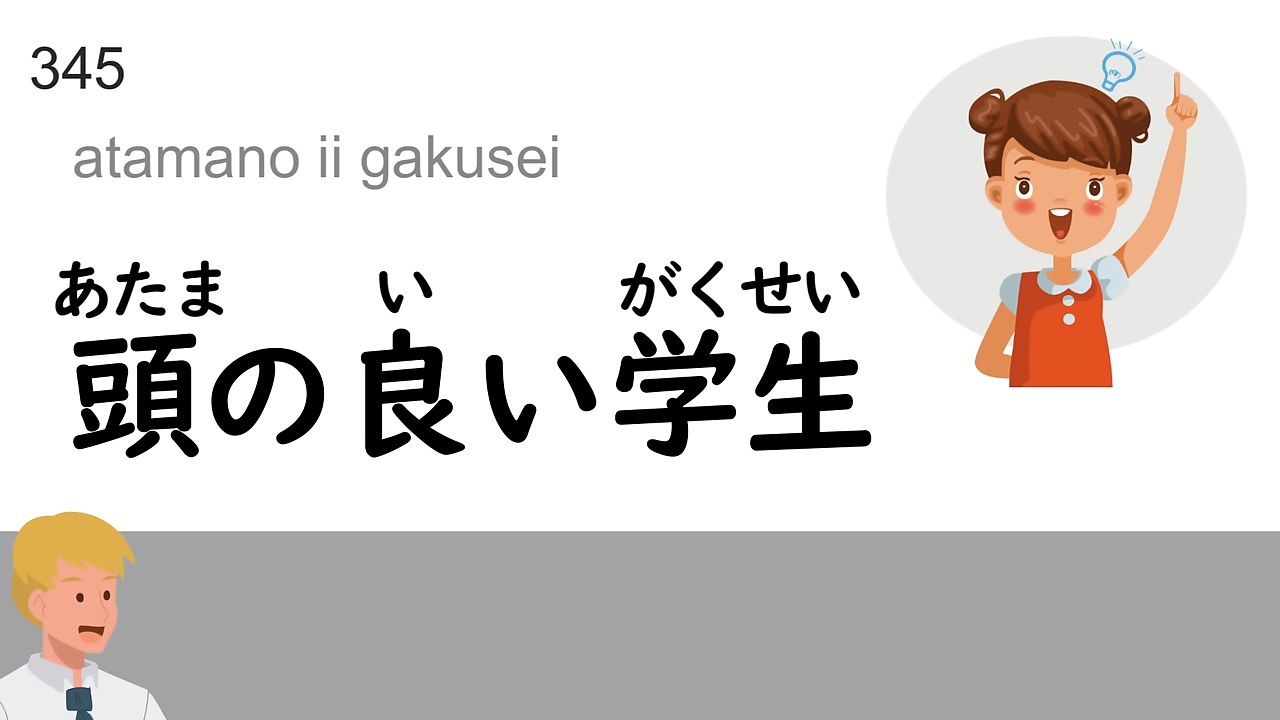 345
atamano ii gakusei
あたま い がくせい
頭の良い学生